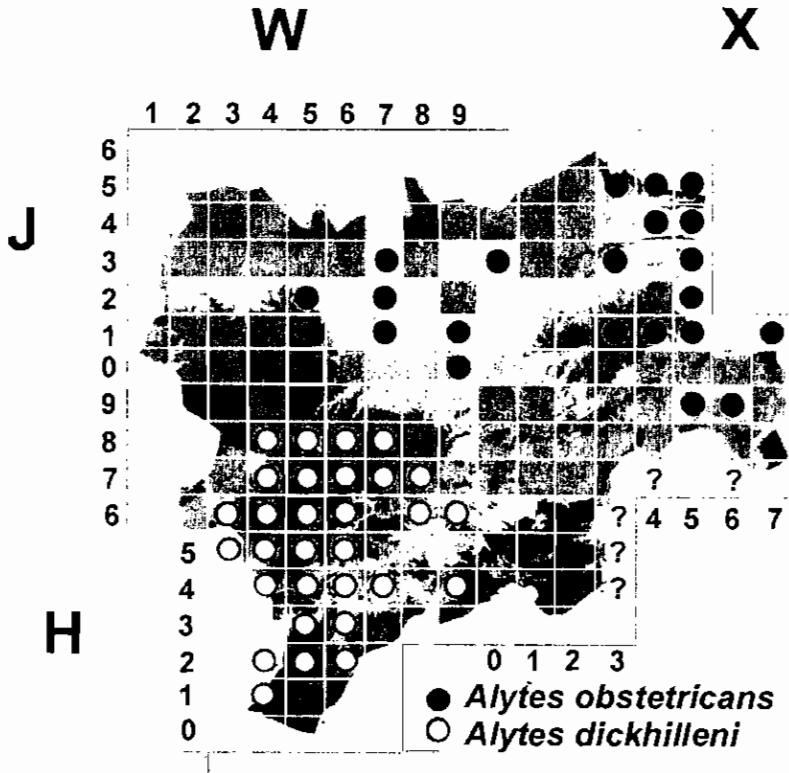 W X
1 2 3 4 5 6 7 8 9
6
5
J
4
3
2
1
0
9
8
7 ? ?
6 ? 4 5 6 7
5 ?
4 ?
H
3
2 0 1 2 3
1 Alytes obstetricans
0 Alytes dickhilleni